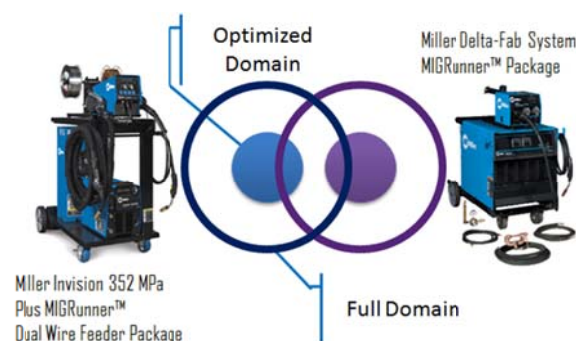 Optimized
Domain
Miller Delta-Fab System
MIGRunner™ Package
Miller Invision 352 MPa
Plus MIGRunner™
Dual Wire Feeder Package
Full Domain